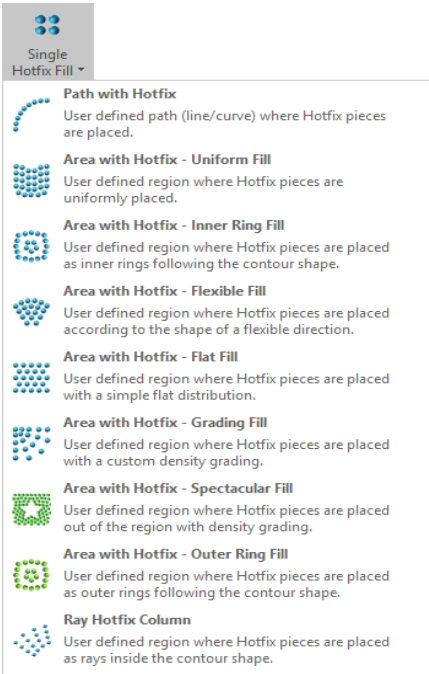 Single
Hotfix Fill
Path with Hotfix
User defined path (line/curve) where Hotfix pieces
are placed.
Area with Hotfix - Uniform Fill
User defined region where Hotfix pieces are
uniformly placed.
Area with Hotfix - Inner Ring Fill
User defined region where Hotfix pieces are placed
as inner rings following the contour shape.
Area with Hotfix - Flexible Fill
User defined region where Hotfix pieces are placed
according to the shape of a flexible direction.
Area with Hotfix - Flat Fill
User defined region where Hotfix pieces are placed
with a simple flat distribution.
Area with Hotfix - Grading Fill
User defined region where Hotfix pieces are placed
with a custom density grading.
Area with Hotfix - Spectacular Fill
User defined region where Hotfix pieces are placed
out of the region with density grading.
Area with Hotfix - Outer Ring Fill
User defined region where Hotfix pieces are placed
as outer rings following the contour shape.
Ray Hotfix Column
User defined region where Hotfix pieces are placed
as rays inside the contour shape.